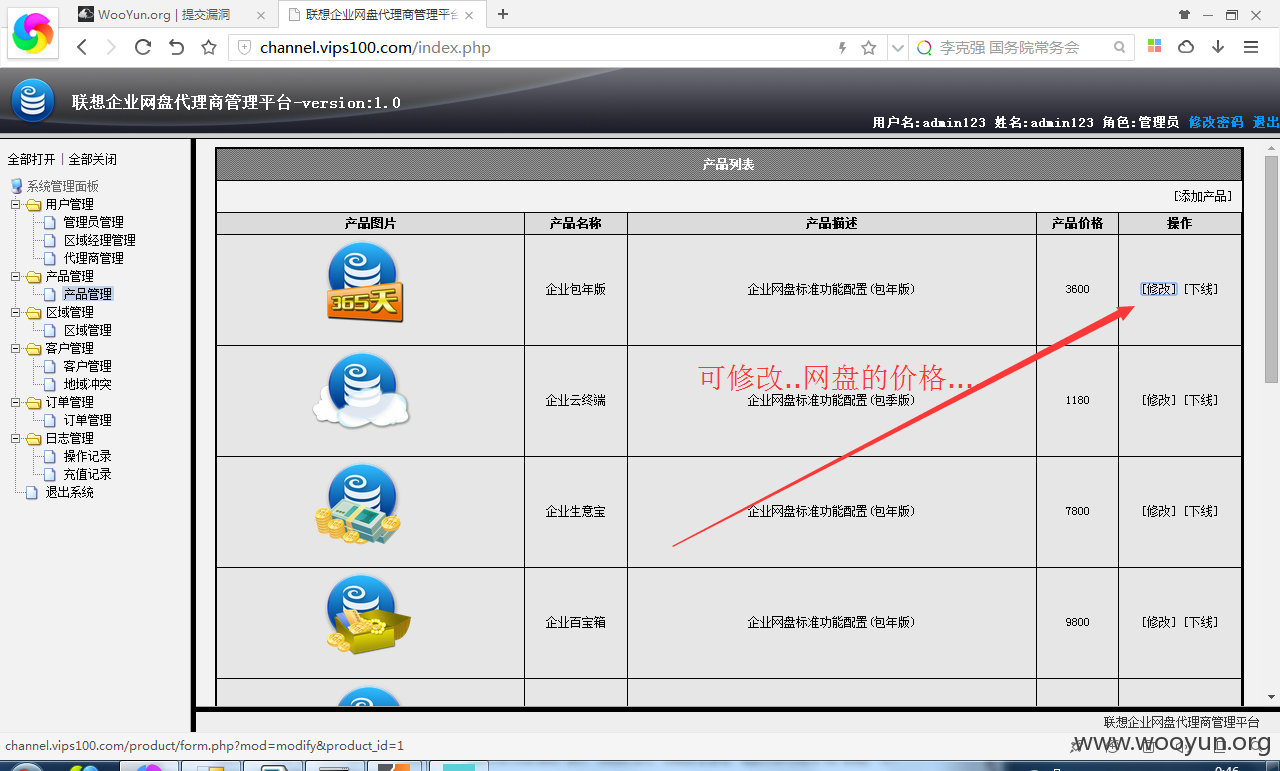 WooYun.org | 提交漏洞
联想企业网盘代理商管理平台
channel.vips100.com/index.php
李克强 国务院常务会
联想企业网盘代理商管理平台-version:1.0
用户名:admin123 姓名:admin123 角色:管理员 修改密码 退出
全部打开 | 全部关闭
系统管理面板
用户管理
管理员管理
区域经理管理
代理商管理
产品管理
产品管理
区域管理
区域管理
客户管理
客户管理
地域冲突
订单管理
订单管理
日志管理
操作记录
充值记录
退出系统
产品列表
[添加产品]
产品图片 产品名称 产品描述 产品价格 操作
365天 企业包年版 企业网盘标准功能配置(包年版) 3600 [修改] [下线]
可修改..网盘的价格...
企业云终端 企业网盘标准功能配置(包季版) 1180 [修改] [下线]
企业生意宝 企业网盘标准功能配置(包年版) 7800 [修改] [下线]
企业百宝箱 企业网盘标准功能配置(包年版) 9800 [修改] [下线]
联想企业网盘代理商管理平台
channel.vips100.com/product/form.php?mod=modify&product_id=1
www.wooyun.org